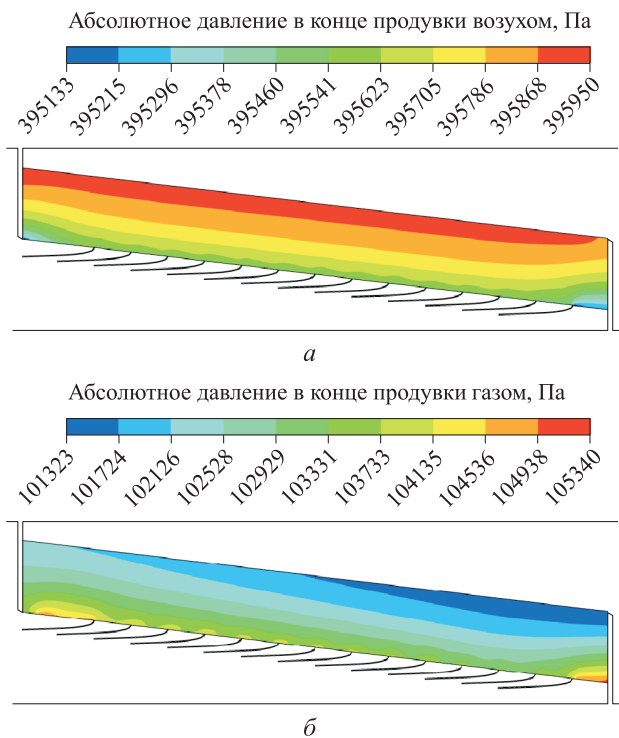 Абсолютное давление в конце продувки возухом, Па
395133 395215 395296 395378 395460 395541 395623 395705 395786 395868 395950
а
Абсолютное давление в конце продувки газом, Па
101323 101724 102126 102528 102929 103331 103733 104135 104536 104938 105340
б